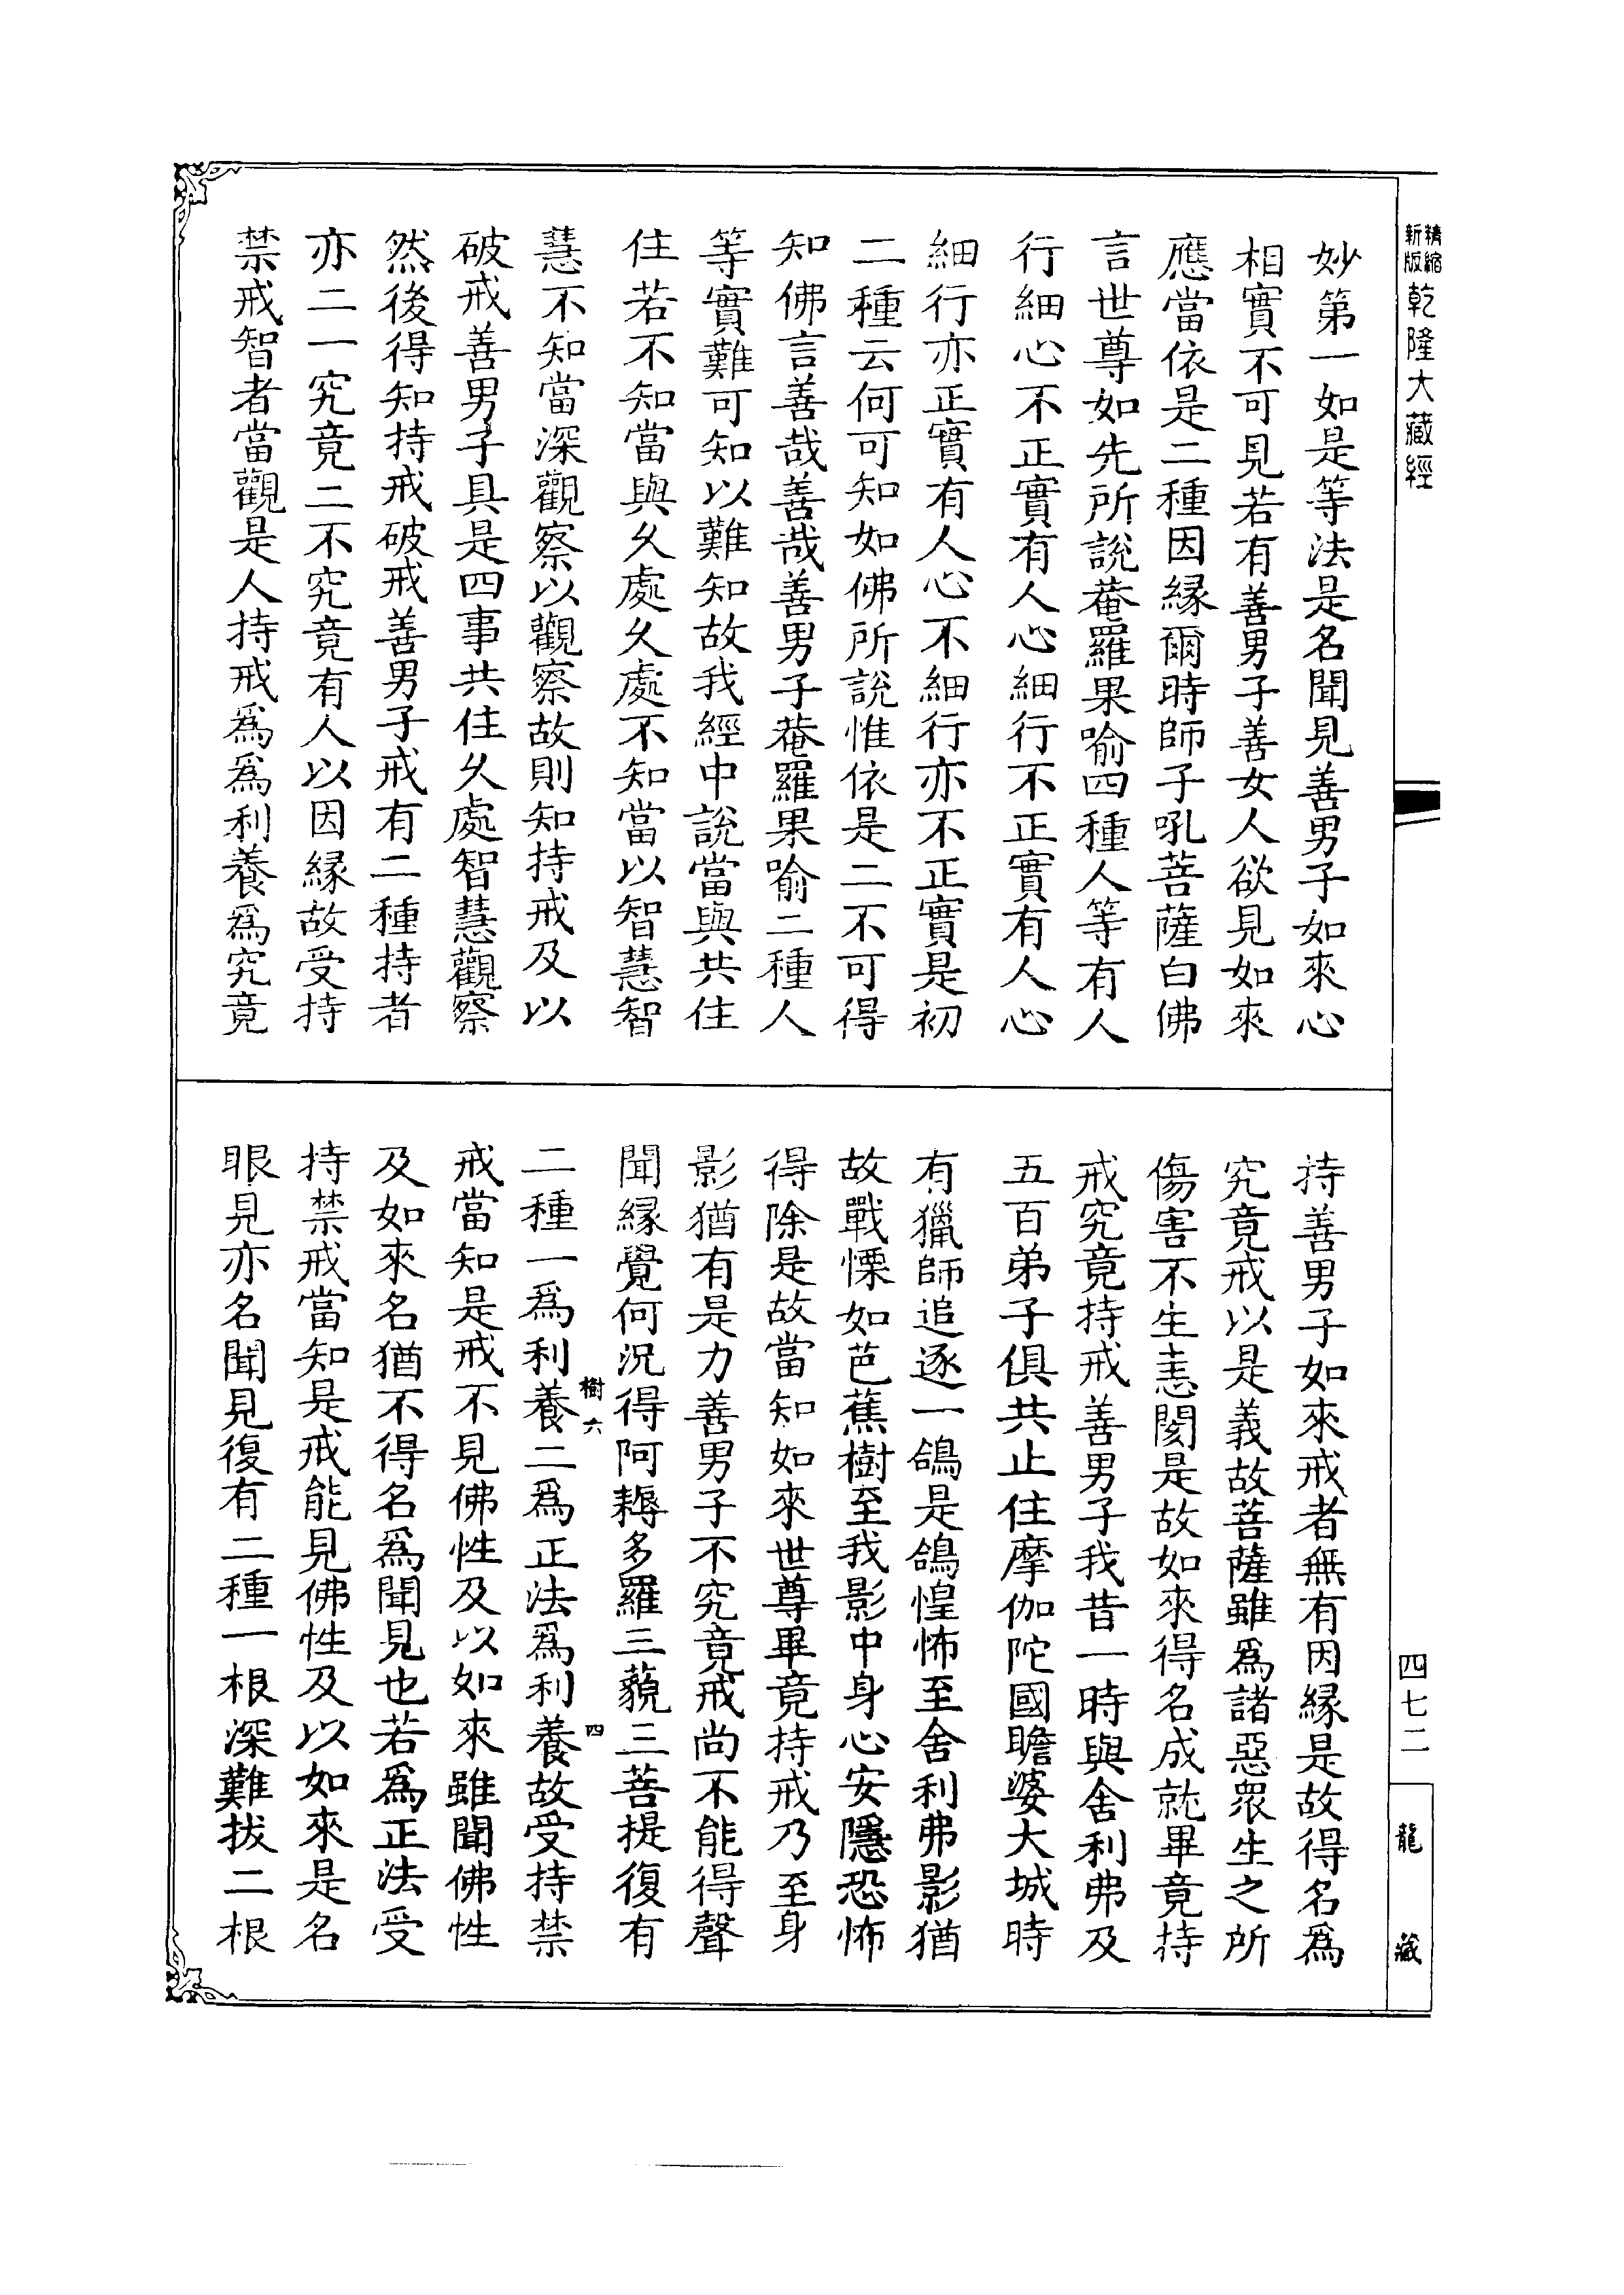 精縮新版乾隆大藏經
妙第一如是等法是名聞見善男子如來心
相實不可見若有善男子善女人欲見如來
應當依是二種因緣爾時師子吼菩薩白佛
言世尊如先所說菴羅果喻四種人等有人
行細心不正實有人心細行不正實有人心
細行亦正實有人心不細行亦不正實是初
二種云何可知如佛所說惟依是二不可得
知佛言善哉善哉善男子菴羅果喻二種人
等實難可知以難知故我經中說當與共住
住若不知當與久處久處不知當以智慧智
慧不知當深觀察以觀察故則知持戒及以
破戒善男子具是四事共住久處智慧觀察
然後得知持戒破戒善男子戒有二種持者
亦二一究竟二不究竟有人以因緣故受持
禁戒智者當觀是人持戒為為利養為究竟
持善男子如來戒者無有因緣是故得名為
究竟戒以是義故菩薩雖為諸惡眾生之所
傷害不生恚閡是故如來得名成就畢竟持
戒究竟持戒善男子我昔一時與舍利弗及
五百弟子俱共止住摩伽陀國瞻婆大城時
有獵師追逐一鴿是鴿惶怖至舍利弗影猶
故戰慄如芭蕉樹至我影中身心安隱恐怖
得除是故當知如來世尊畢竟持戒乃至身
影猶有是力善男子不究竟戒尚不能得聲
聞緣覺何況得阿耨多羅三藐三菩提復有
樹六
四
二種一為利養二為正法為利養故受持禁
戒當知是戒不見佛性及以如來雖聞佛性
及如來名猶不得名為聞見也若為正法受
持禁戒當知是戒能見佛性及以如來是名
眼見亦名聞見復有二種一根深難拔二根
四七二
龍藏